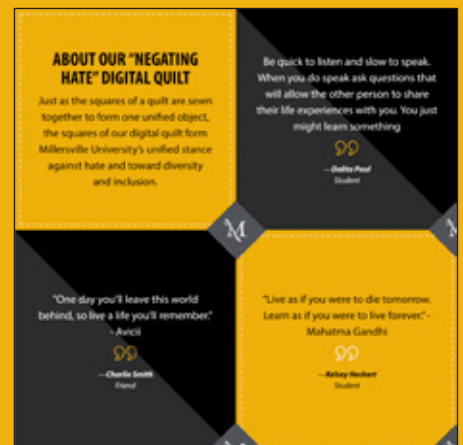 ABOUT OUR “NEGATING
HATE” DIGITAL QUILT
Just as the squares of a quilt are sewn
together to form one unified object,
the squares of our digital quilt form
Millersville University’s unified stance
against hate and toward diversity
and inclusion.
Be quick to listen and slow to speak.
When you do speak ask questions that
will allow the other person to share
their life experiences with you. You just
might learn something
—Dalita Paul
Student
"One day you'll leave this world
behind, so live a life you'll remember."
- Avicii
—Charlie Smith
Friend
"Live as if you were to die tomorrow.
Learn as if you were to live forever." -
Mahatma Gandhi
—Kelsey Heckert
Student
M